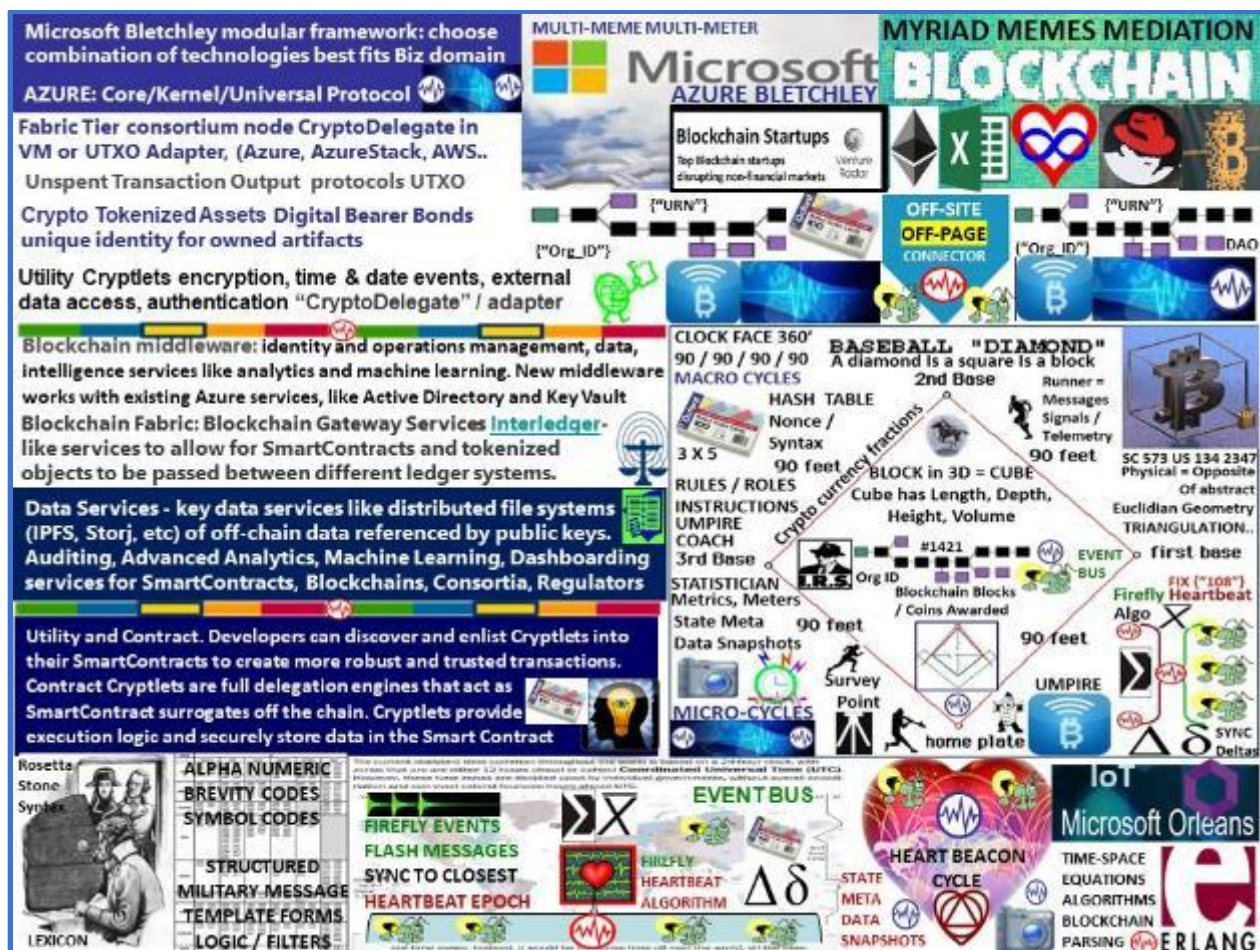 Microsoft Bletchley modular framework: choose
combination of technologies best fits Biz domain
AZURE: Core/Kernel/Universal Protocol
Fabric Tier consortium node CryptoDelegate in
VM or UTXO Adapter, (Azure, AzureStack, AWS..
Unspent Transaction Output protocols UTXO
Crypto Tokenized Assets Digital Bearer Bonds
unique identity for owned artifacts
Utility Cryptlets encryption, time & date events, external
data access, authentication "CryptoDelegate" / adapter
MULTI-MEME MULTI-METER
Microsoft
AZURE BLETCHLEY
Blockchain Startups
Top Blockchain startups
disrupting non-financial markets
Venture
Radar
MYRIAD MEMES MEDIATION
BLOCKCHAIN
{"URN"}
{"Org_ID"}
OFF-SITE
OFF-PAGE
CONNECTOR
{"URN"}
{"Org_ID"}
DAO
Blockchain middleware: identity and operations management, data,
intelligence services like analytics and machine learning. New middleware
works with existing Azure services, like Active Directory and Key Vault
Blockchain Fabric: Blockchain Gateway Services Interledger-
like services to allow for SmartContracts and tokenized
objects to be passed between different ledger systems.
Data Services - key data services like distributed file systems
(IPFS, Storj, etc) of off-chain data referenced by public keys.
Auditing, Advanced Analytics, Machine Learning, Dashboarding
services for SmartContracts, Blockchains, Consortia, Regulators
Utility and Contract. Developers can discover and enlist Cryptlets into
their SmartContracts to create more robust and trusted transactions.
Contract Cryptlets are full delegation engines that act as
SmartContract surrogates off the chain. Cryptlets provide
execution logic and securely store data in the Smart Contract
CLOCK FACE 360'
90 / 90 / 90 / 90
MACRO CYCLES
HASH TABLE
Nonce /
Syntax
3 X 5
90 feet
RULES / ROLES
INSTRUCTIONS
UMPIRE
COACH
3rd Base
STATISTICIAN
Metrics, Meters
State Meta
Data Snapshots
MICRO-CYCLES
BASEBALL "DIAMOND"
A diamond is a square is a block
2nd Base
Runner =
Messages
Signals /
Telemetry
90 feet
Crypto currency fractions
BLOCK in 3D = CUBE
Cube has Length, Depth,
Height, Volume
I.R.S.
Org ID
#1421
Blockchain Blocks
/ Coins Awarded
EVENT
BUS
90 feet
90 feet
Survey
Point
home plate
UMPIRE
SC 573 US 134 2347
Physical = Opposite
Of abstract
Euclidian Geometry
TRIANGULATION..
first base
FIX {"108"}
Firefly Heartbeat
Algo
Σ
Δ δ
SYNC
Deltas
Rosetta
Stone
Syntax
LEXICON
ALPHA NUMERIC
BREVITY CODES
SYMBOL CODES
STRUCTURED
MILITARY MESSAGE
TEMPLATE FORMS
LOGIC / FILTERS
Coordinated Universal Time (UTC)
FIREFLY EVENTS
FLASH MESSAGES
SYNC TO CLOSEST
HEARTBEAT EPOCH
ΣX
EVENT BUS
FIREFLY
HEARTBEAT
ALGORITHM
Δδ
STATE
META
DATA
SNAPSHOTS
HEART BEACON
CYCLE
IoT
Microsoft Orleans
TIME-SPACE
EQUATIONS
ALGORITHMS
BLOCKCHAIN
PARSING
ERLANG